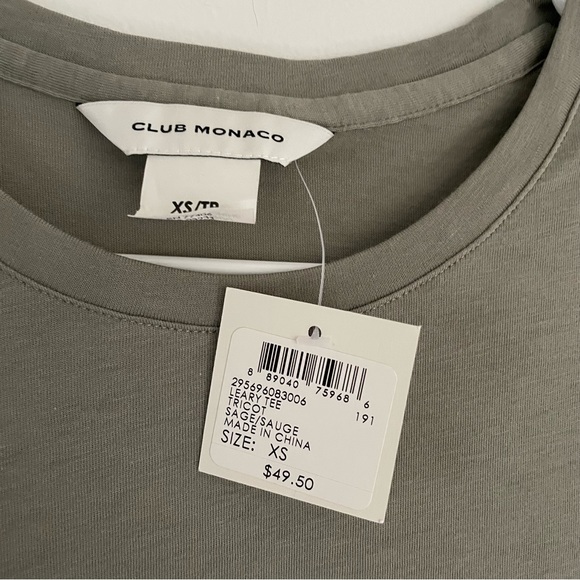 CLUB MONACO
XS/TP
8 89040 75968 6
295696083006 191
LEARY TEE
TRICOT
SAGE/SAUGE
MADE IN CHINA
SIZE: XS
$49.50